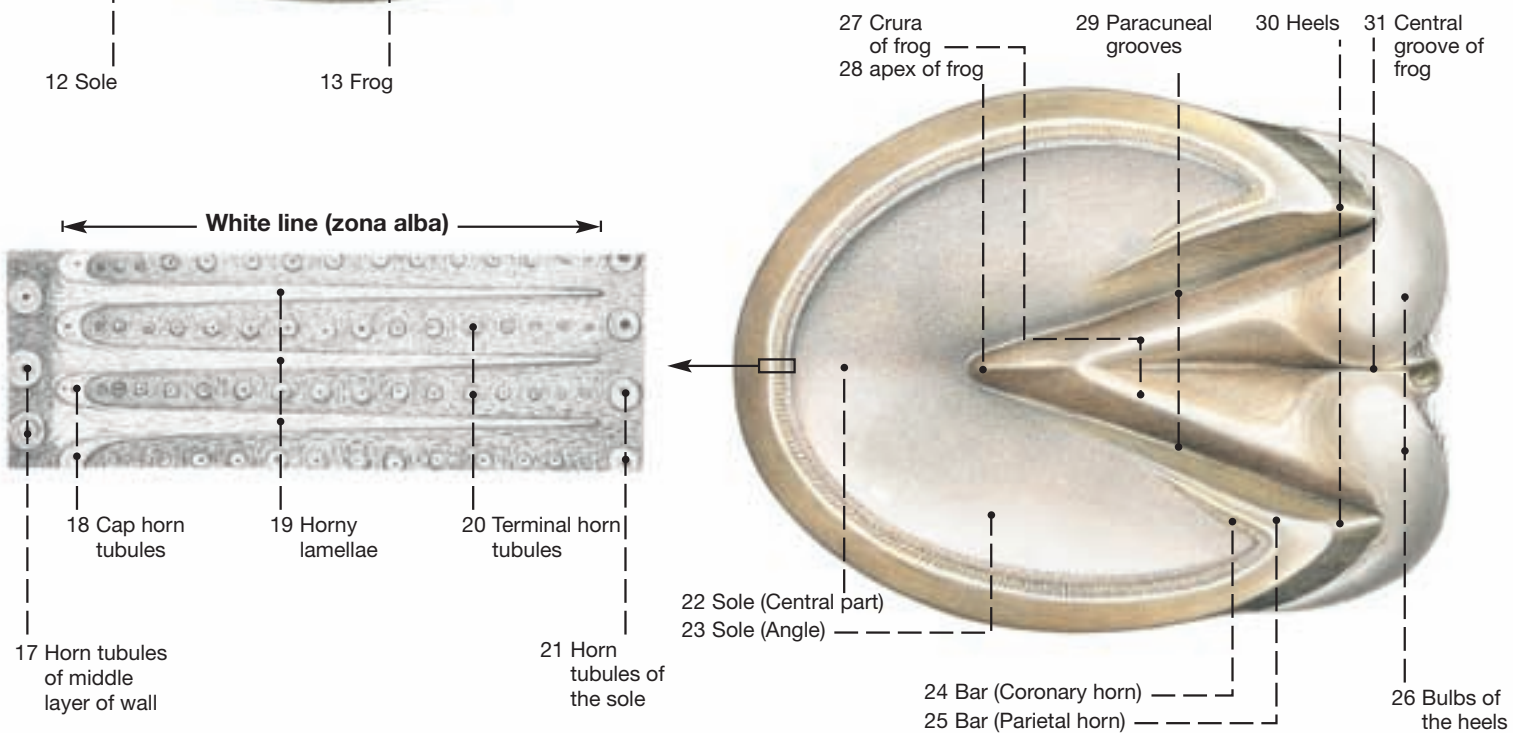 12 Sole
13 Frog
27 Crura
of frog
28 apex of frog
29 Paracuneal
grooves
30 Heels
31 Central
groove of
frog
White line (zona alba)
18 Cap horn
tubules
19 Horny
lamellae
20 Terminal horn
tubules
17 Horn tubules
of middle
layer of wall
21 Horn
tubules of
the sole
22 Sole (Central part)
23 Sole (Angle)
24 Bar (Coronary horn)
25 Bar (Parietal horn)
26 Bulbs of
the heels